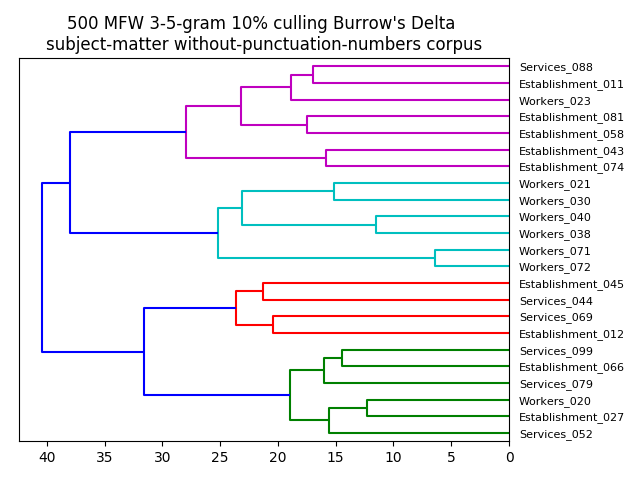 500 MFW 3-5-gram 10% culling Burrow's Delta
subject-matter without-punctuation-numbers corpus
Services_088
Establishment_011
Workers_023
Establishment_081
Establishment_058
Establishment_043
Establishment_074
Workers_021
Workers_030
Workers_040
Workers_038
Workers_071
Workers_072
Establishment_045
Services_044
Services_069
Establishment_012
Services_099
Establishment_066
Services_079
Workers_020
Establishment_027
Services_052
40 35 30 25 20 15 10 5 0